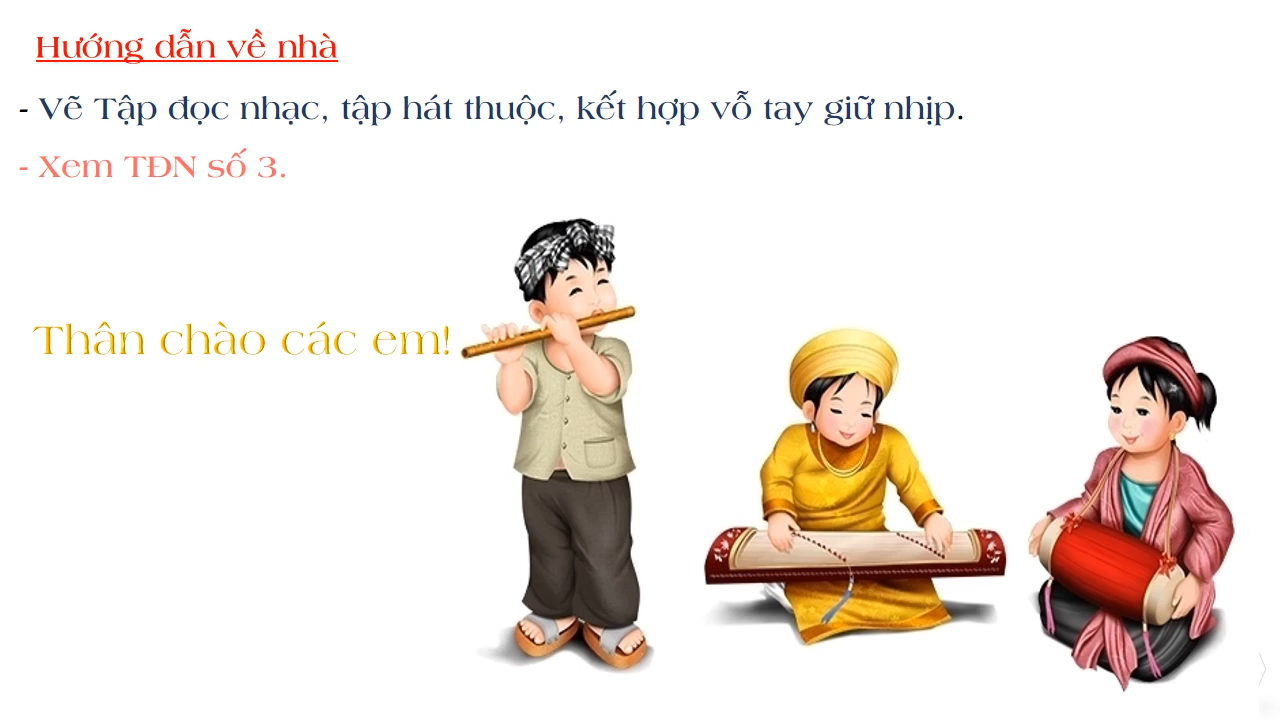 Hướng dẫn về nhà
- Vẽ Tập đọc nhạc, tập hát thuộc, kết hợp vỗ tay giữ nhịp.
- Xem TĐN số 3.
Thân chào các em!